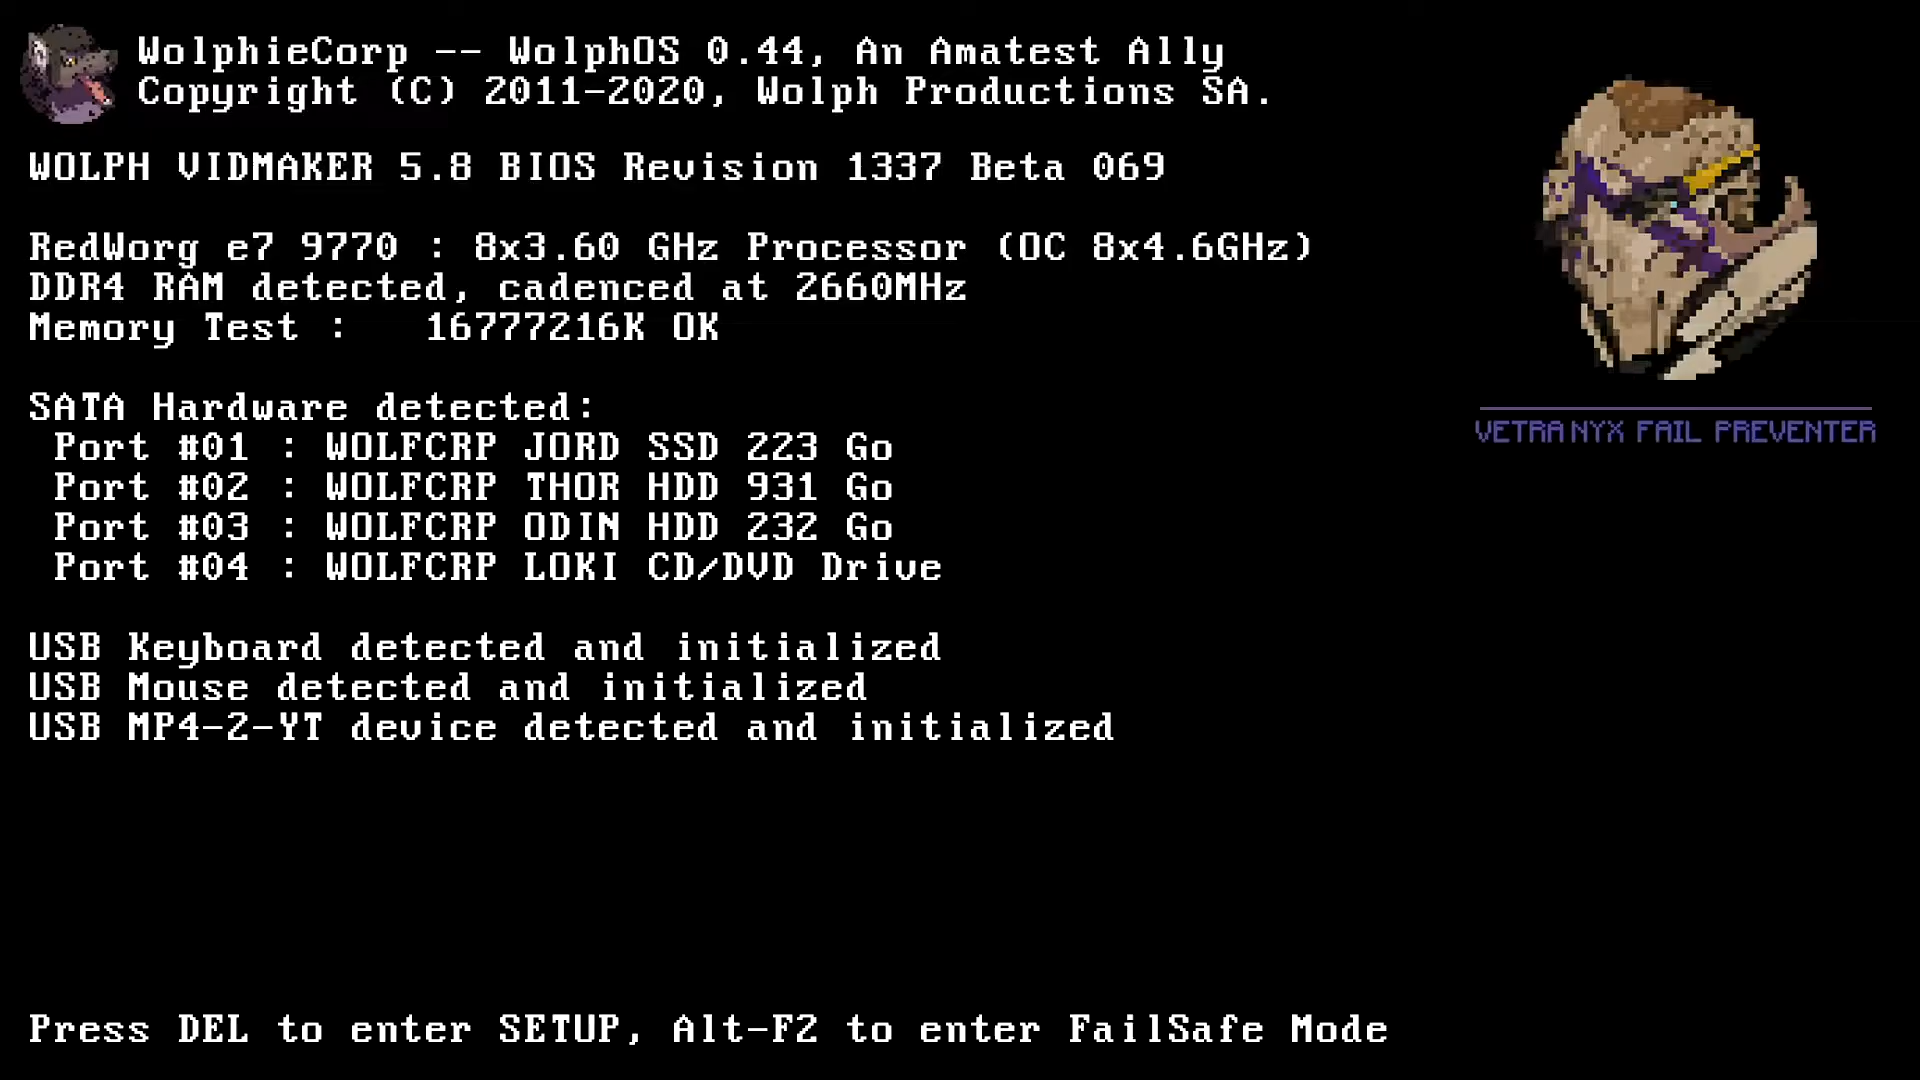 WolphieCorp -- WolphOS 0.44, An Amatest Ally
Copyright (C) 2011-2020, Wolph Productions SA.
WOLPH VIDMAKER 5.8 BIOS Revision 1337 Beta 069
RedWorg e7 9770 : 8x3.60 GHz Processor (OC 8x4.6GHz)
DDR4 RAM detected, cadenced at 2660MHz
Memory Test :   16777216K OK
VETRA NYX FAIL PREVENTER
SATA Hardware detected:
Port #01 : WOLFCRP JORD SSD 223 Go
Port #02 : WOLFCRP THOR HDD 931 Go
Port #03 : WOLFCRP ODIN HDD 232 Go
Port #04 : WOLFCRP LOKI CD/DVD Drive
USB Keyboard detected and initialized
USB Mouse detected and initialized
USB MP4-2-YT device detected and initialized
Press DEL to enter SETUP, Alt-F2 to enter FailSafe Mode